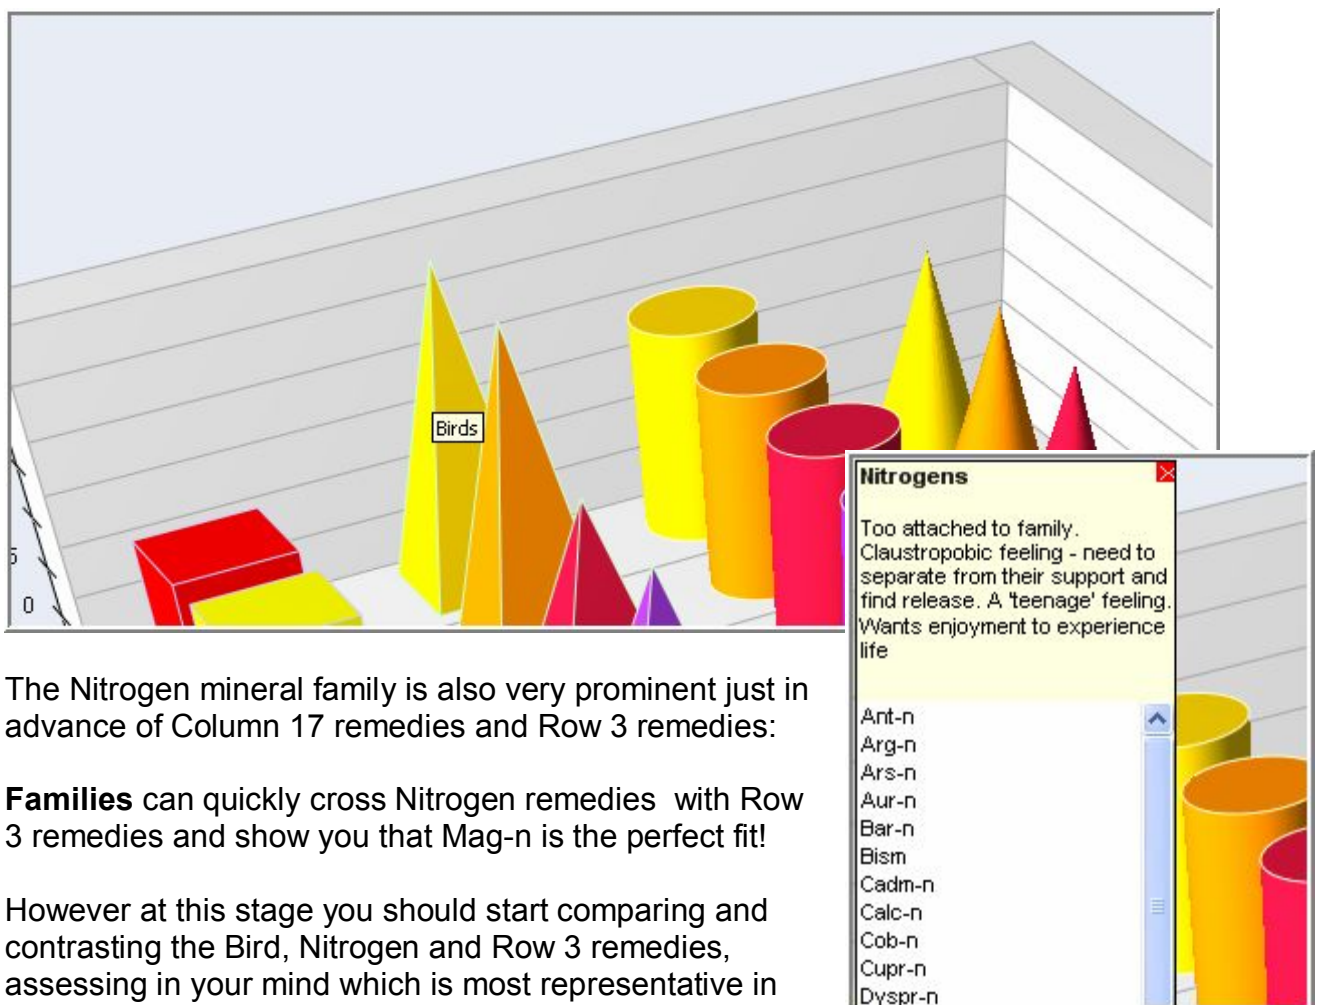 Birds
5
0
Nitrogens
Too attached to family.
Claustropobic feeling - need to
separate from their support and
find release. A 'teenage' feeling.
Wants enjoyment to experience
life
Ant-n
Arg-n
Ars-n
Aur-n
Bar-n
Bism
Cadm-n
Calc-n
Cob-n
Cupr-n
Dyspr-n
The Nitrogen mineral family is also very prominent just in
advance of Column 17 remedies and Row 3 remedies:
Families can quickly cross Nitrogen remedies  with Row
3 remedies and show you that Mag-n is the perfect fit!
However at this stage you should start comparing and
contrasting the Bird, Nitrogen and Row 3 remedies,
assessing in your mind which is most representative in